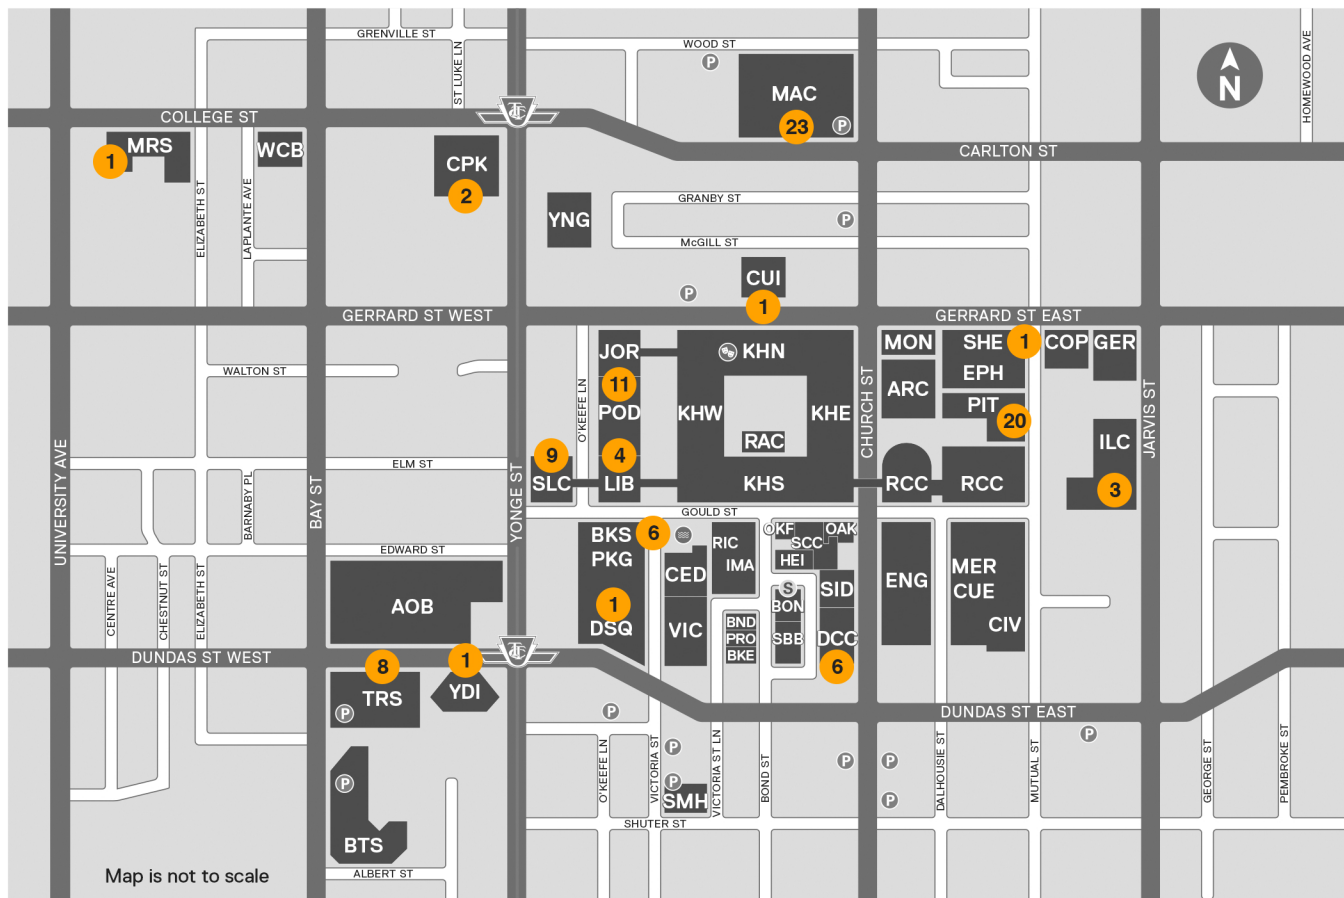 GRENVILLE ST
ST LUKE LN
WOOD ST
P
HOMEWOOD AVE
N
MAC
23
P
COLLEGE ST
TTC
CARLTON ST
MRS
1
WCB
CPK
2
ELIZABETH ST
LAPLANTE AVE
YNG
GRANBY ST
P
McGILL ST
CUI
P
1
GERRARD ST WEST
GERRARD ST EAST
JOR
KHN
MON
SHE
1
COP
GER
EPH
WALTON ST
O'KEEFE LN
11
POD
KHW
KHE
CHURCH ST
ARC
PIT
20
JARVIS ST
RAC
ILC
ELM ST
9
4
SLC
LIB
KHS
RCC
RCC
3
UNIVERSITY AVE
BARNABY PL
BAY ST
YONGE ST
GOULD ST
BKS
6
PKG
RIC
IMA
OKF
OAK
SCC
HEI
EDWARD ST
CED
S
SID
ENG
MER
CUE
CIV
CENTRE AVE
CHESTNUT ST
ELIZABETH ST
AOB
1
DSQ
VIC
BND
PRO
BKE
BON
SBB
DCC
6
DUNDAS ST WEST
TTC
8
1
TRS
P
YDI
DUNDAS ST EAST
P
P
P
P
P
P
P
P
O'KEEFE LN
VICTORIA ST
VICTORIA ST LN
BOND ST
DALHOUSIE ST
MUTUAL ST
GEORGE ST
PEMBROKE ST
SMH
SHUTER ST
BTS
ALBERT ST
Map is not to scale